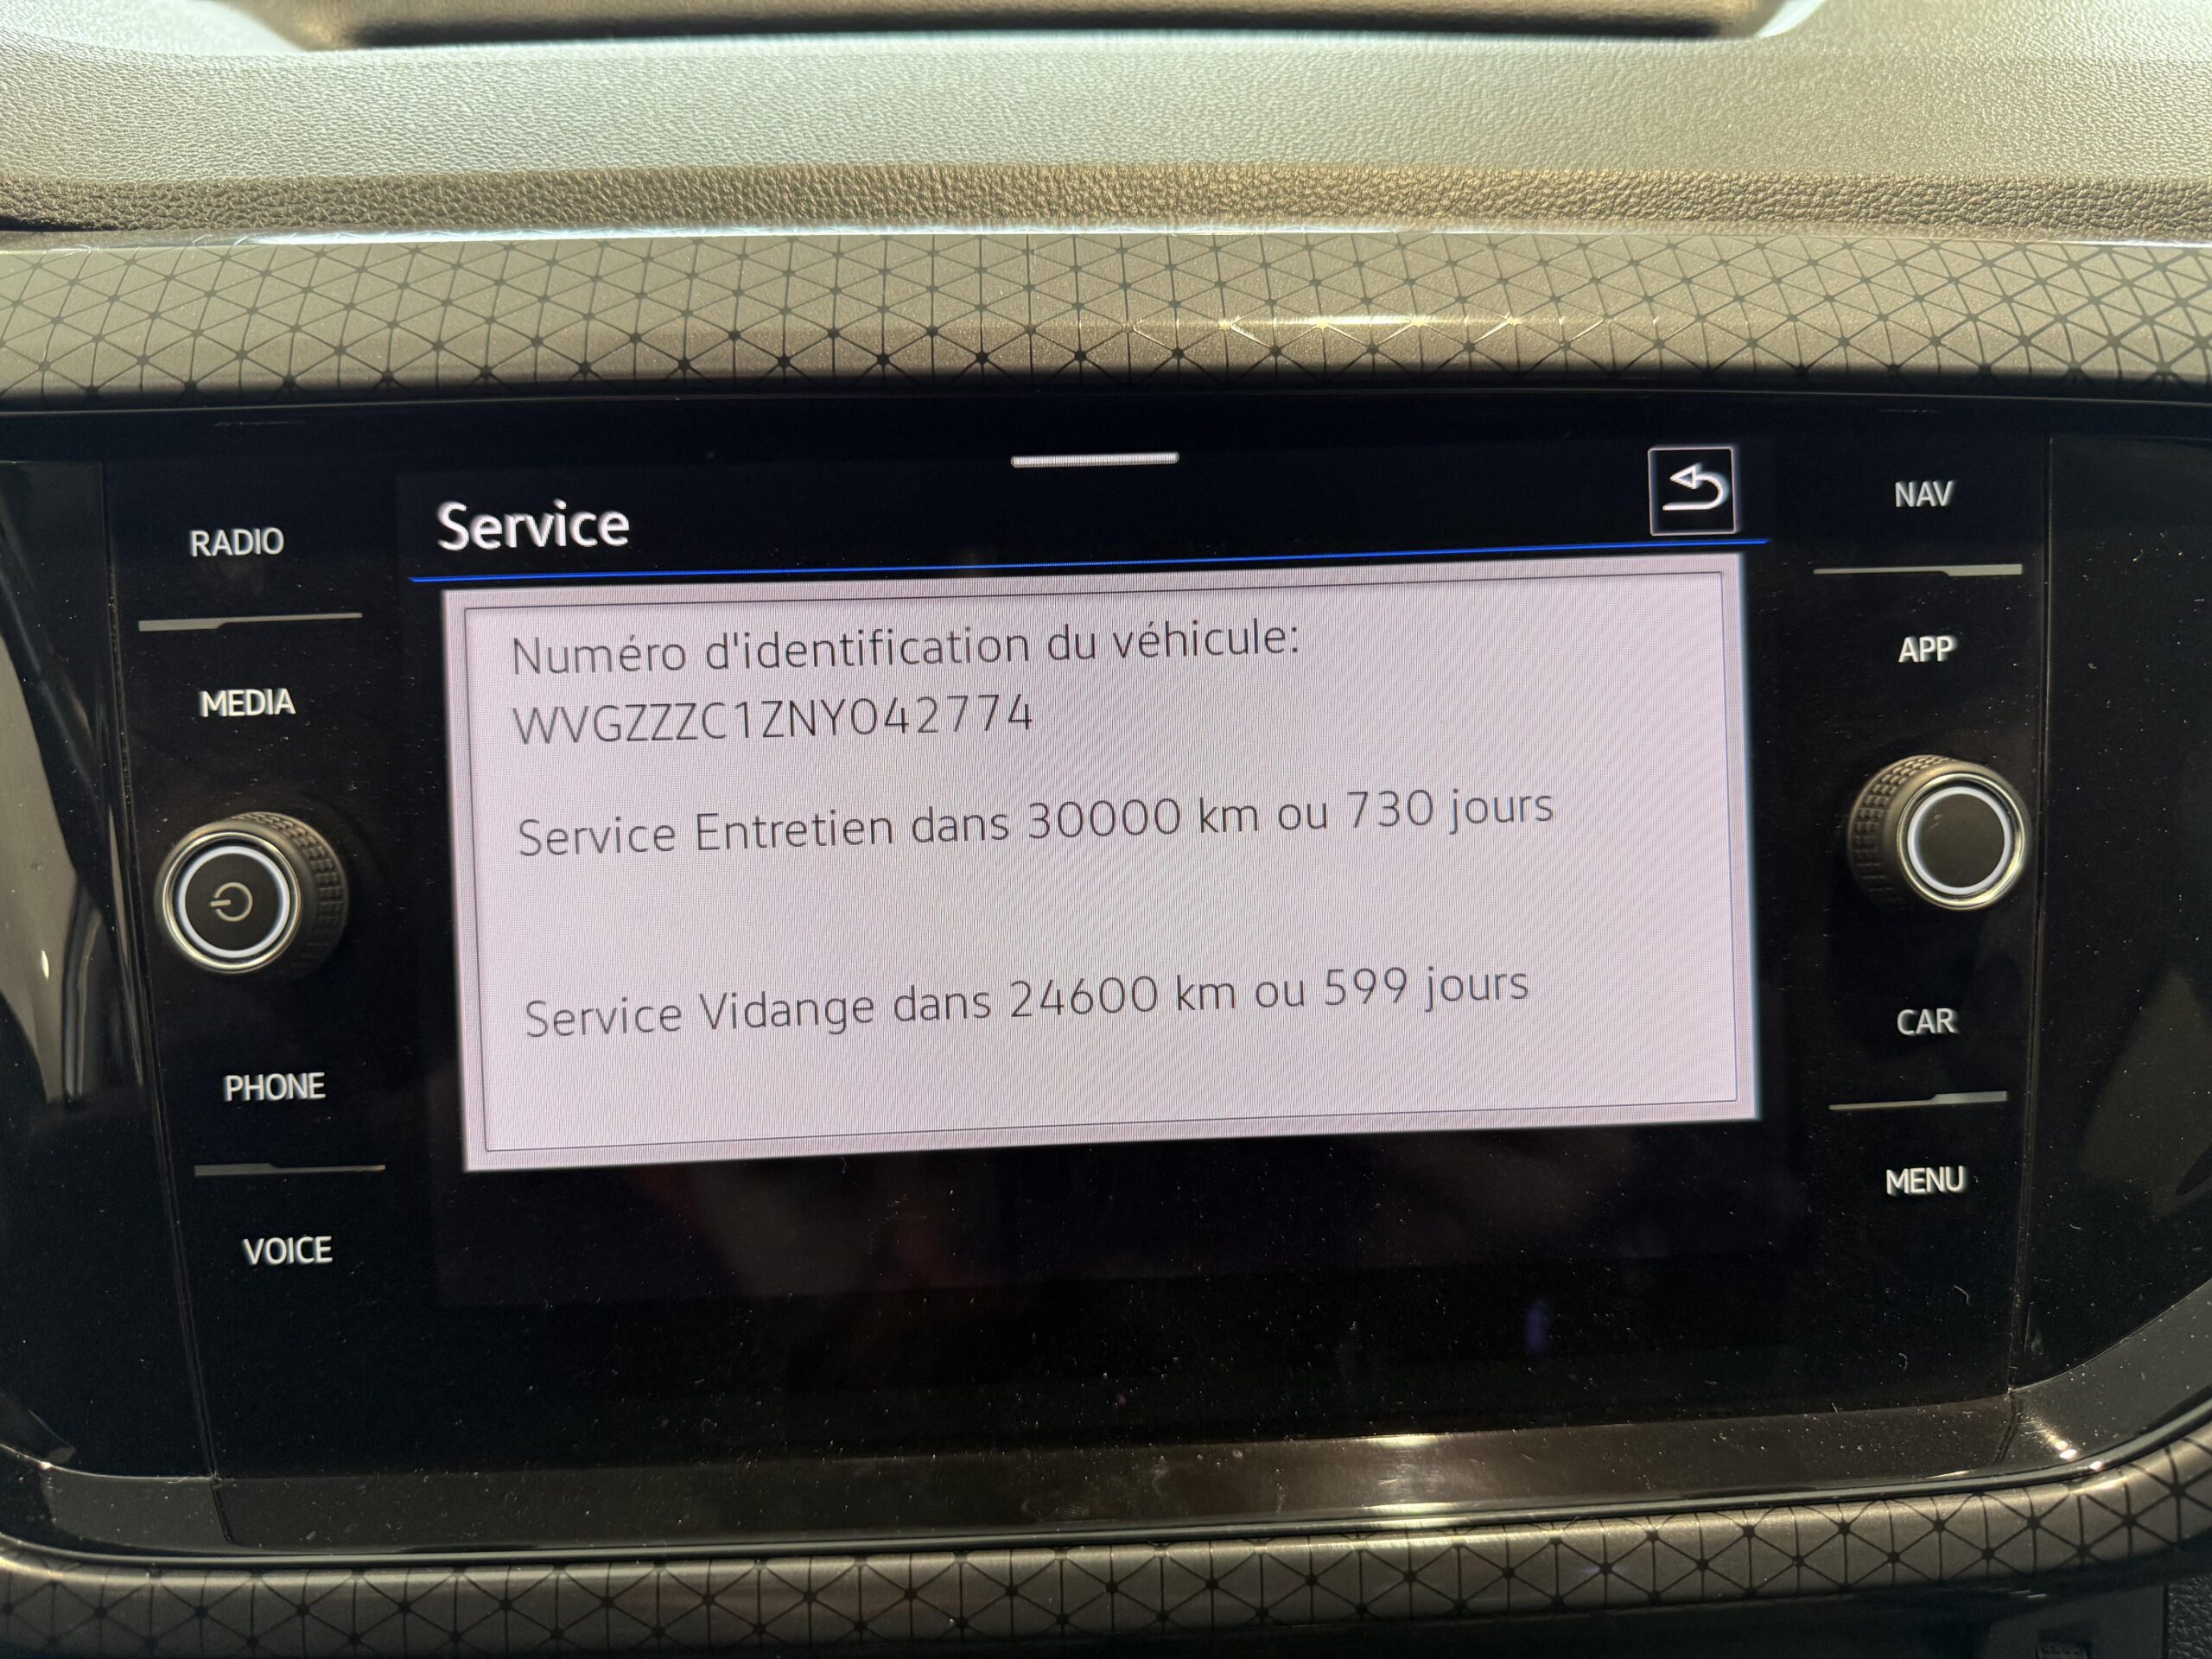 Service
NAV
RADIO
APP
MEDIA
Numéro d'identification du véhicule:
WVGZZZC1ZNY042774
Service Entretien dans 30000 km ou 730 jours
Service Vidange dans 24600 km ou 599 jours
CAR
PHONE
MENU
VOICE